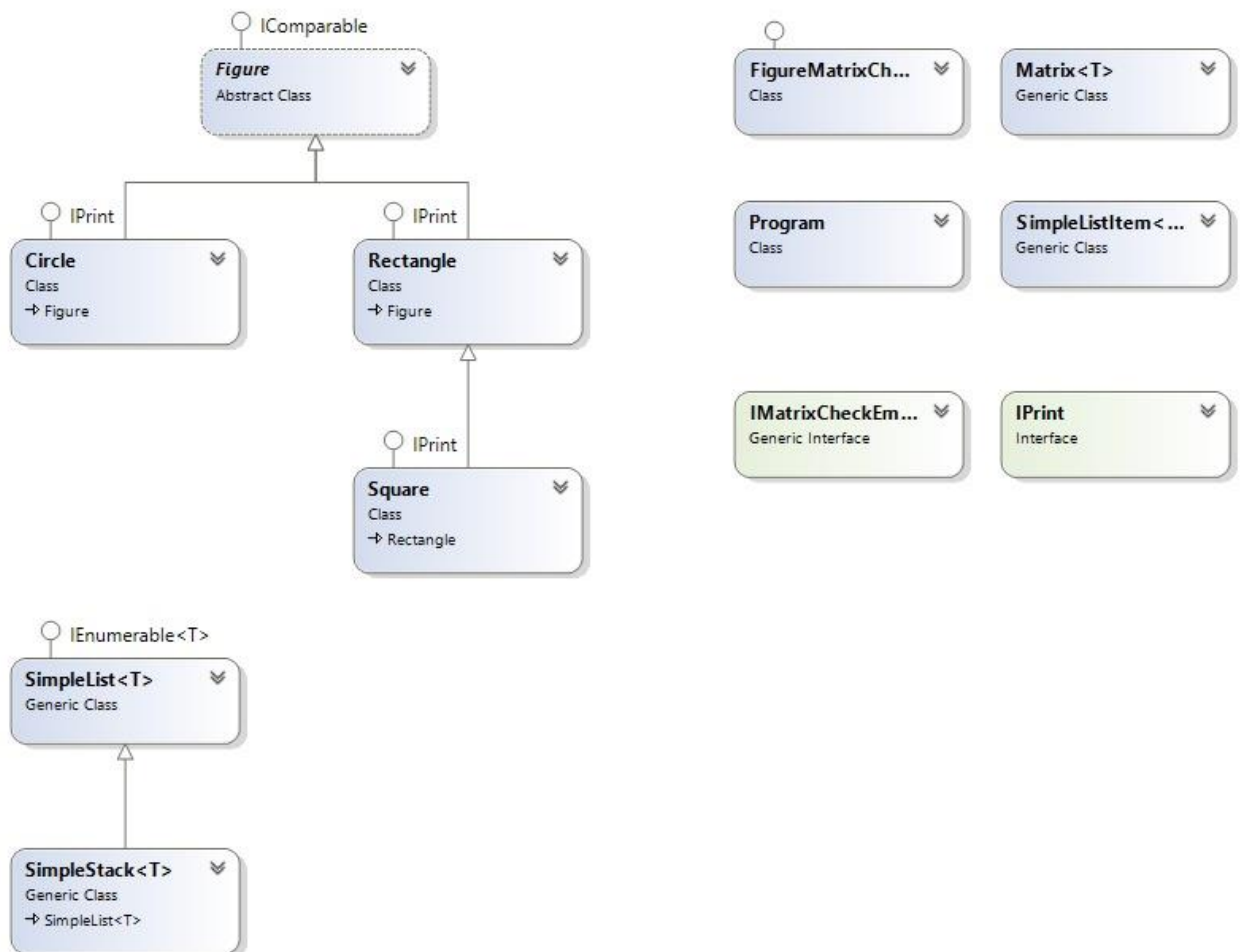 IComparable
Figure
Abstract Class
IPrint
Circle
Class
Figure
IPrint
Rectangle
Class
Figure
IPrint
Square
Class
Rectangle
IEnumerable<T>
SimpleList<T>
Generic Class
SimpleStack<T>
Generic Class
SimpleList<T>
FigureMatrixCh...
Class
Matrix<T>
Generic Class
Program
Class
SimpleListItem<...
Generic Class
IMatrixCheckEm...
Generic Interface
IPrint
Interface